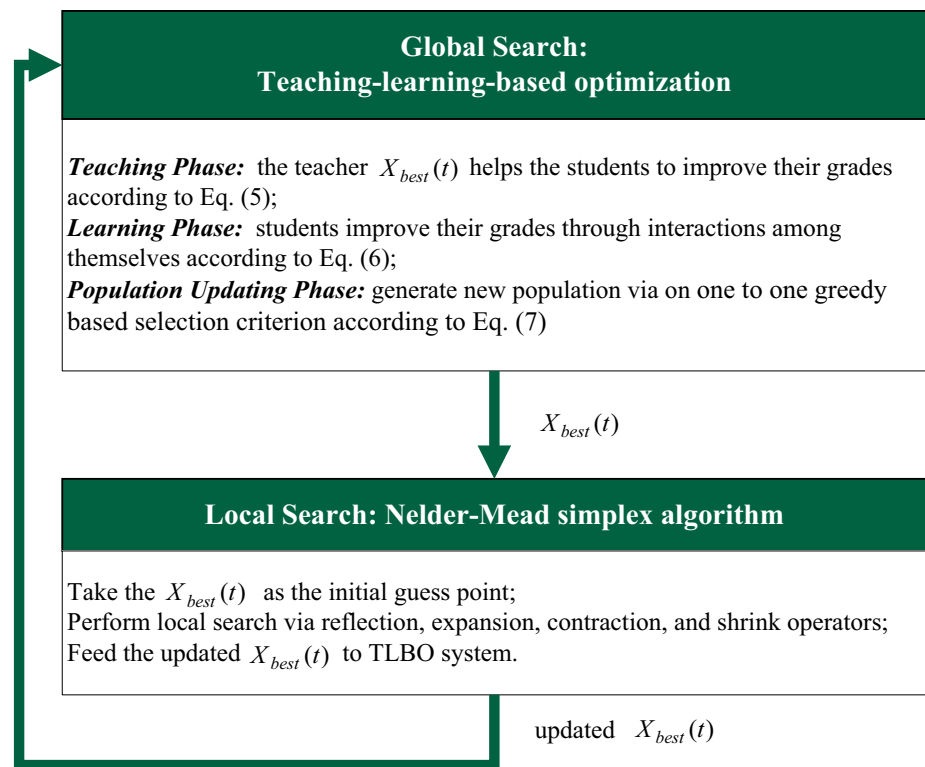 Global Search:
Teaching-learning-based optimization
Teaching Phase: the teacher X_best(t) helps the students to improve their grades
according to Eq. (5);
Learning Phase: students improve their grades through interactions among
themselves according to Eq. (6);
Population Updating Phase: generate new population via on one to one greedy
based selection criterion according to Eq. (7)
X_best(t)
Local Search: Nelder-Mead simplex algorithm
Take the X_best(t) as the initial guess point;
Perform local search via reflection, expansion, contraction, and shrink operators;
Feed the updated X_best(t) to TLBO system.
updated X_best(t)